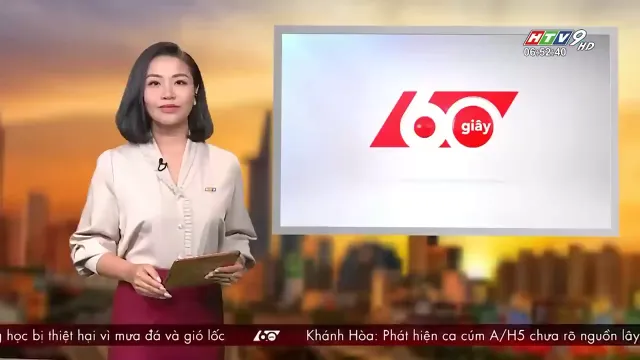 HTV9 HD
06:52:40
60 giây
học bị thiệt hại vì mưa đá và gió lốc 60 Khánh Hòa: Phát hiện ca cúm A/H5 chưa rõ nguồn lây